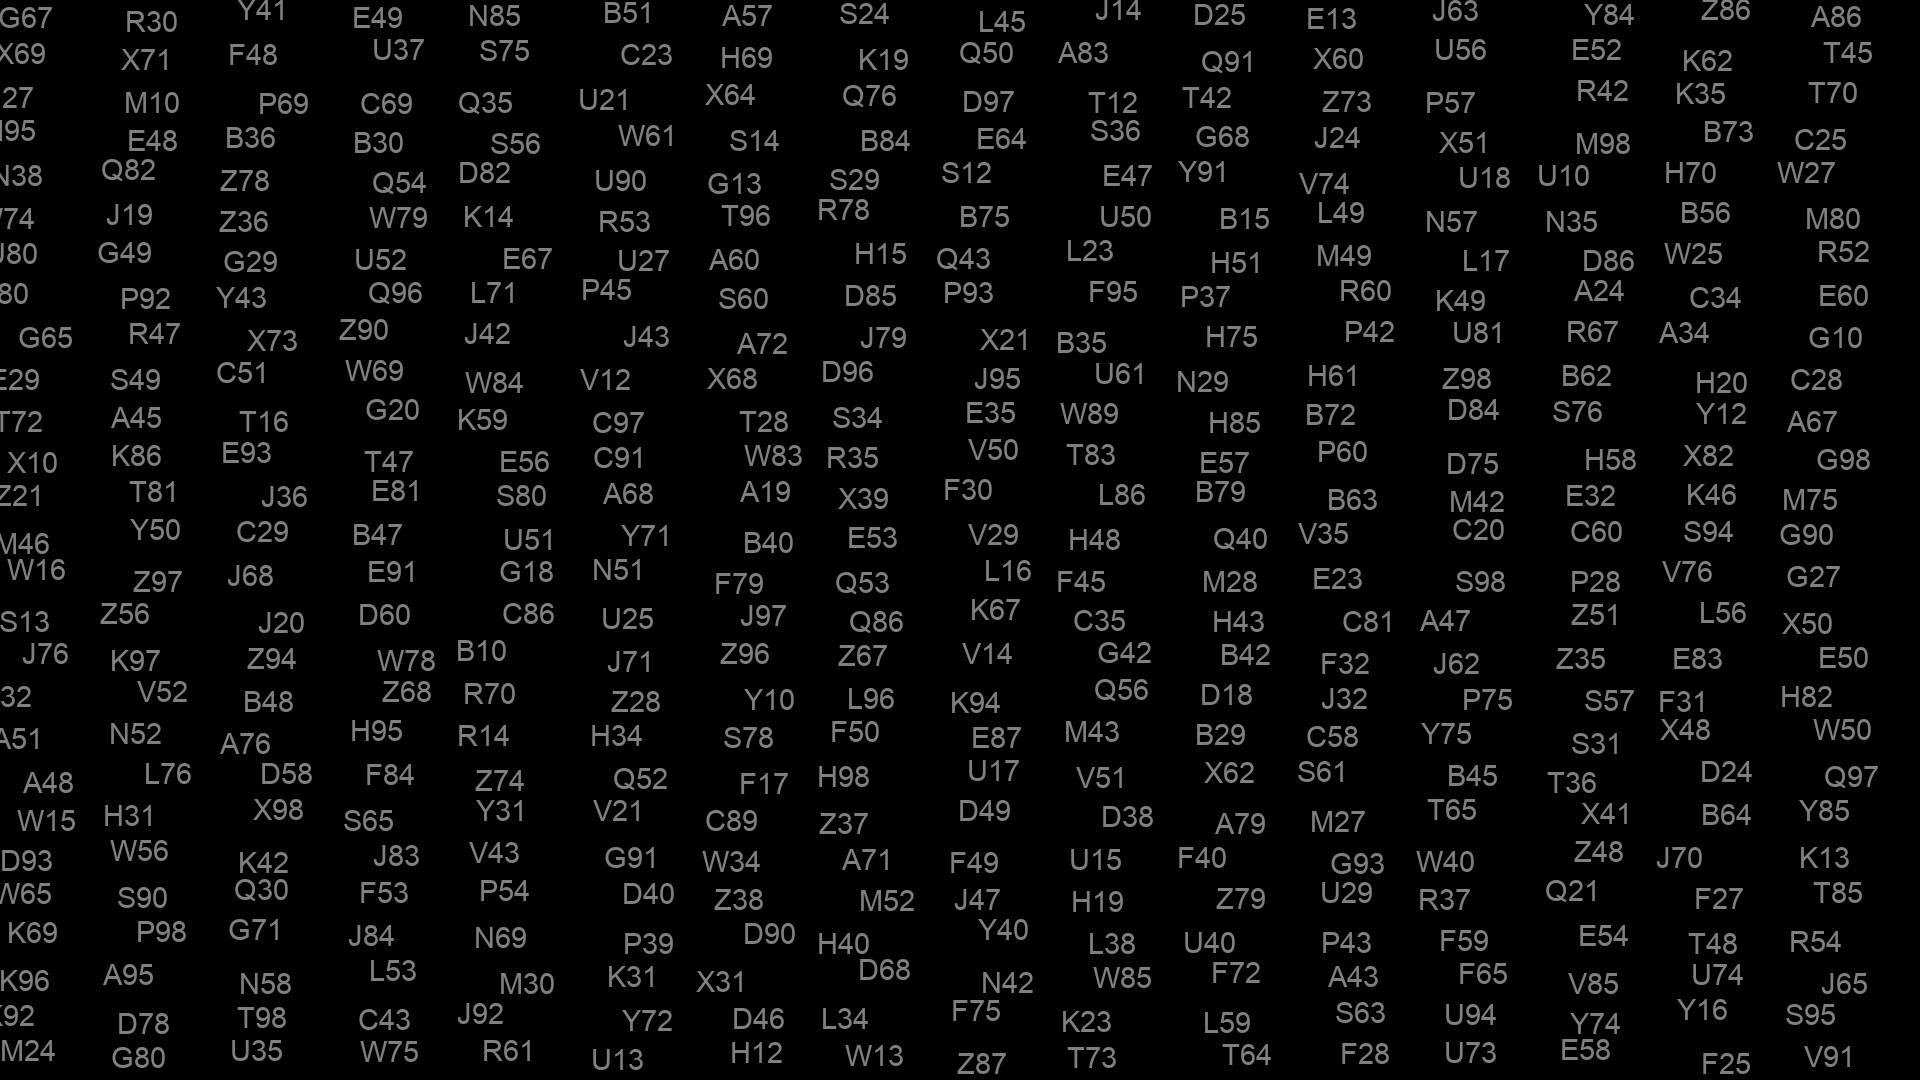 G67 R30 Y41 E49 N85 B51 A57 S24 L45 J14 D25 E13 J63 Y84 Z86 A86
X69 X71 F48 U37 S75 C23 H69 K19 Q50 A83 Q91 X60 U56 E52 K62 T45
27 M10 P69 C69 Q35 U21 X64 Q76 D97 T12 T42 Z73 P57 R42 K35 T70
95 E48 B36 B30 S56 W61 S14 B84 E64 S36 G68 J24 X51 M98 B73 C25
N38 Q82 Z78 Q54 D82 U90 G13 S29 S12 E47 Y91 V74 U18 U10 H70 W27
74 J19 Z36 W79 K14 R53 T96 R78 B75 U50 B15 L49 N57 N35 B56 M80
80 G49 G29 U52 E67 U27 A60 H15 Q43 L23 H51 M49 L17 D86 W25 R52
80 P92 Y43 Q96 L71 P45 S60 D85 P93 F95 P37 R60 K49 A24 C34 E60
G65 R47 X73 Z90 J42 J43 A72 J79 X21 B35 H75 P42 U81 R67 A34 G10
E29 S49 C51 W69 W84 V12 X68 D96 J95 U61 N29 H61 Z98 B62 H20 C28
T72 A45 T16 G20 K59 C97 T28 S34 E35 W89 H85 B72 D84 S76 Y12 A67
X10 K86 E93 T47 E56 C91 W83 R35 V50 T83 E57 P60 D75 H58 X82 G98
Z21 T81 J36 E81 S80 A68 A19 X39 F30 L86 B79 B63 M42 E32 K46 M75
M46 Y50 C29 B47 U51 Y71 B40 E53 V29 H48 Q40 V35 C20 C60 S94 G90
W16 Z97 J68 E91 G18 N51 F79 Q53 L16 F45 M28 E23 S98 P28 V76 G27
S13 Z56 J20 D60 C86 U25 J97 Q86 K67 C35 H43 C81 A47 Z51 L56 X50
J76 K97 Z94 W78 B10 J71 Z96 Z67 V14 G42 B42 F32 J62 Z35 E83 E50
32 V52 B48 Z68 R70 Z28 Y10 L96 K94 Q56 D18 J32 P75 S57 F31 H82
A51 N52 A76 H95 R14 H34 S78 F50 E87 M43 B29 C58 Y75 S31 X48 W50
A48 L76 D58 F84 Z74 Q52 F17 H98 U17 V51 X62 S61 B45 T36 D24 Q97
W15 H31 X98 S65 Y31 V21 C89 Z37 D49 D38 A79 M27 T65 X41 B64 Y85
D93 W56 K42 J83 V43 G91 W34 A71 F49 U15 F40 G93 W40 Z48 J70 K13
W65 S90 Q30 F53 P54 D40 Z38 M52 J47 H19 Z79 U29 R37 Q21 F27 T85
K69 P98 G71 J84 N69 P39 D90 H40 Y40 L38 U40 P43 F59 E54 T48 R54
K96 A95 N58 L53 M30 K31 X31 D68 N42 W85 F72 A43 F65 V85 U74 J65
92 D78 T98 C43 J92 Y72 D46 L34 F75 K23 L59 S63 U94 Y74 Y16 S95
M24 G80 U35 W75 R61 U13 H12 W13 Z87 T73 T64 F28 U73 E58 F25 V91